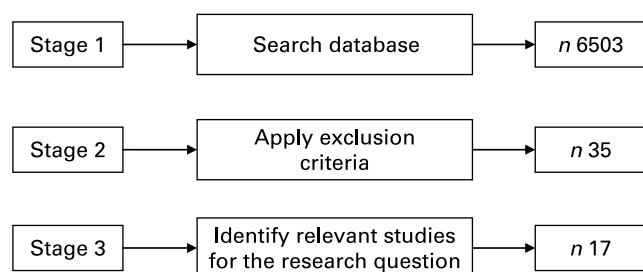 Stage 1
Search database
n 6503
Stage 2
Apply exclusion
criteria
n 35
Stage 3
Identify relevant studies
for the research question
n 17